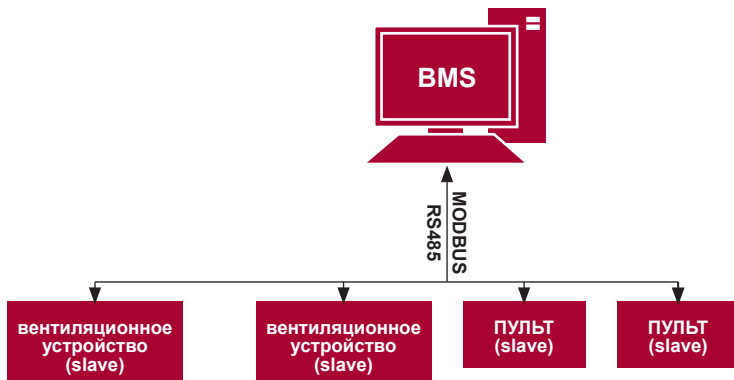 BMS
MODBUS
RS485
вентиляционное
устройство
(slave)
вентиляционное
устройство
(slave)
ПУЛЬТ
(slave)
ПУЛЬТ
(slave)